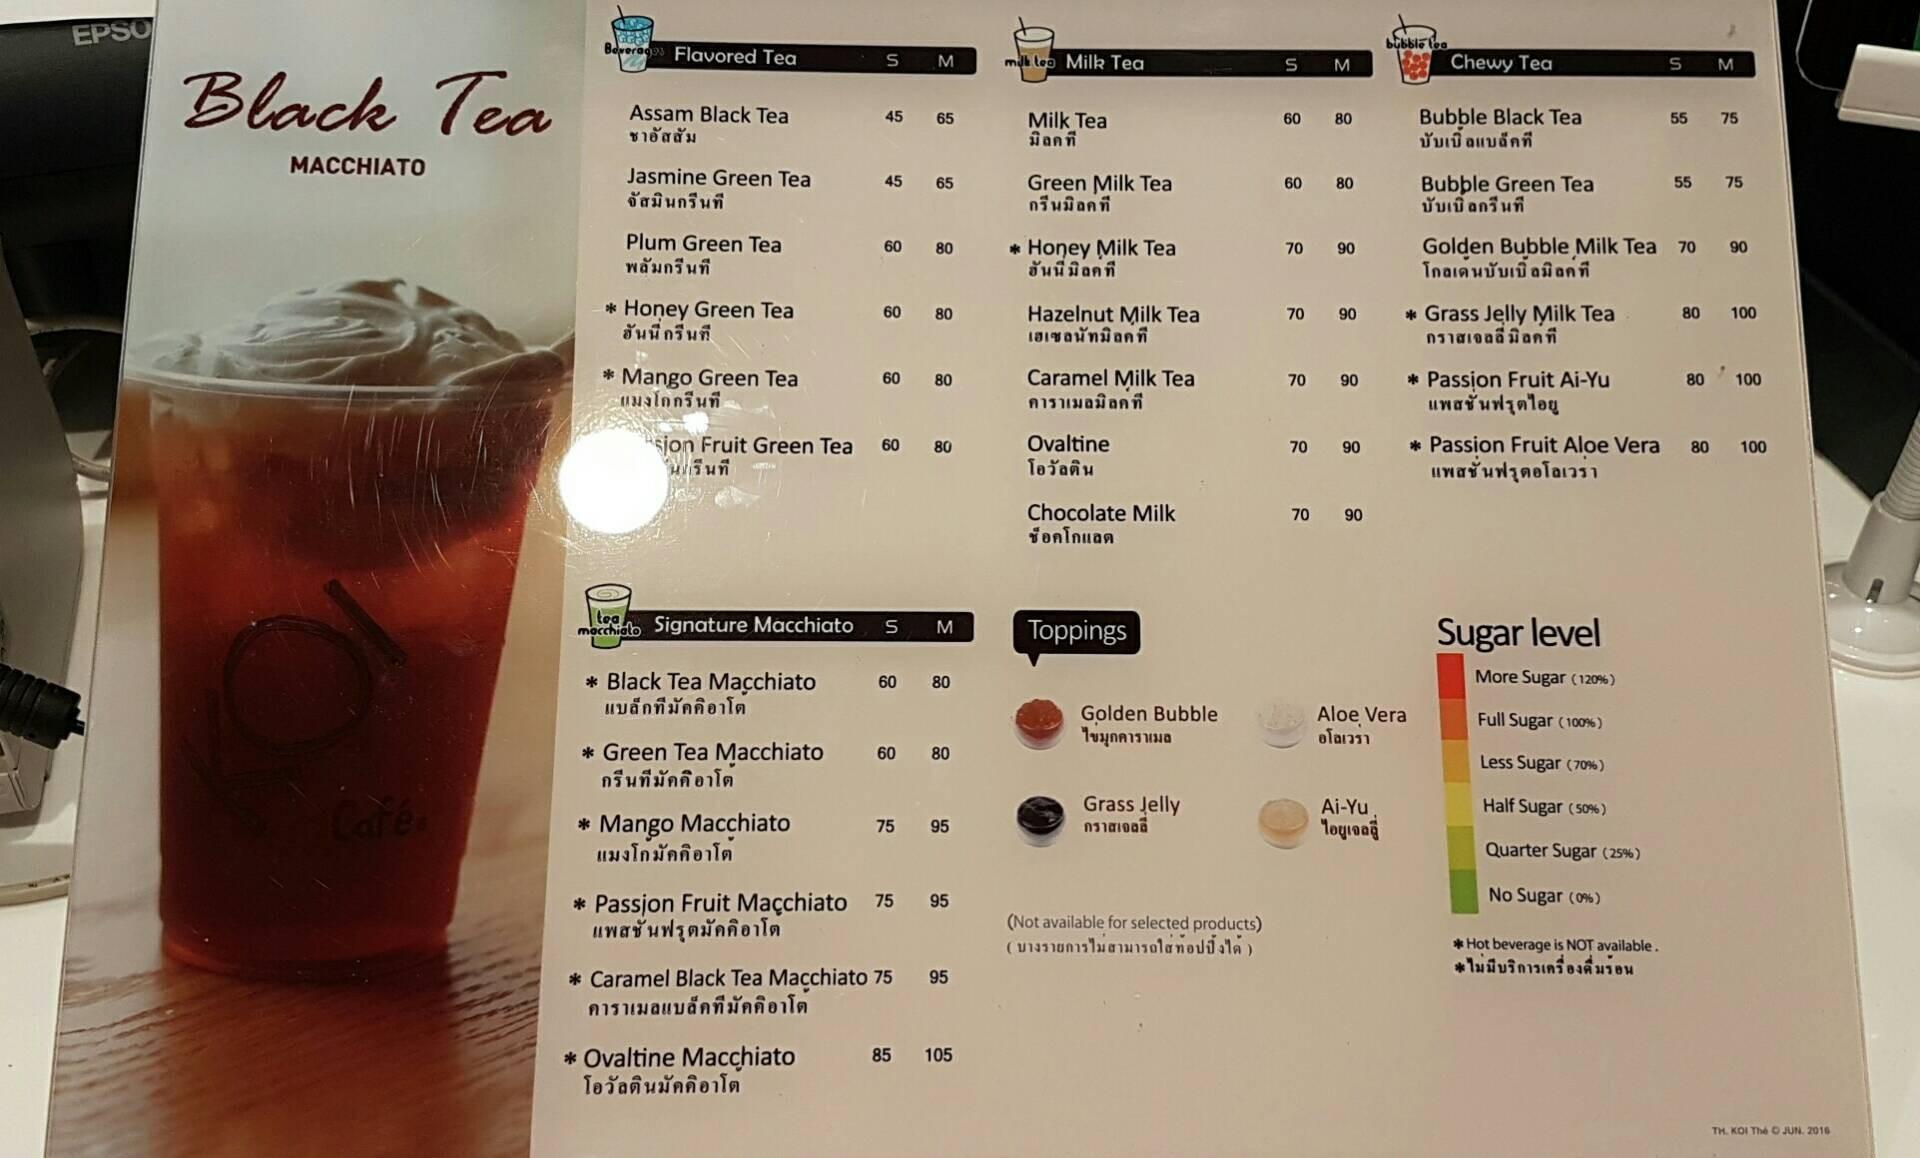 EPSO
Black Tea
MACCHIATO
KOI
Café.
Beverages Flavored Tea S M
Assam Black Tea 45 65
ชาอัสสัม
Jasmine Green Tea 45 65
จัสมินกรีนที
Plum Green Tea 60 80
พลัมกรีนที
* Honey Green Tea 60 80
ฮันนี่กรีนที
* Mango Green Tea 60 80
แมงโกกรีนที
Fruit Green Tea 60 80
milk tea Milk Tea S M
Milk Tea 60 80
มิลคที
Green Milk Tea 60 80
กรีนมิลคที
* Honey Milk Tea 70 90
ฮันนี่มิลค์ที
Hazelnut Milk Tea 70 90
เฮเซลนัทมิลค์ที
Caramel Milk Tea 70 90
คาราเมลมิลค์ที
Ovaltine 70 90
โอวัลติน
Chocolate Milk 70 90
ช็อคโกแลต
bubble tea Chewy Tea S M
Bubble Black Tea 55 75
บับเบิ้ลแบล็คที
Bubble Green Tea 55 75
บับเบิ้ลกรีนที
Golden Bubble Milk Tea 70 90
โกลเด้นบับเบิ้ลมิลค์ที
* Grass Jelly Milk Tea 80 100
กราสเจลลี่มิลค์ที
* Passion Fruit Ai-Yu 80 100
แพสชั่นฟรุตไอยู
* Passion Fruit Aloe Vera 80 100
แพสชั่นฟรุตอโลเวร่า
tea macchiato Signature Macchiato S M
* Black Tea Macchiato 60 80
แบล็กทีมัคคิอาโต้
* Green Tea Macchiato 60 80
กรีนทีมัคคิอาโต้
* Mango Macchiato 75 95
แมงโก้มัคคิอาโต้
* Passion Fruit Macchiato 75 95
แพสชั่นฟรุตมัคคิอาโต้
* Caramel Black Tea Macchiato 75 95
คาราเมลแบล็คทีมัคคิอาโต้
* Ovaltine Macchiato 85 105
โอวัลตินมัคคิอาโต้
Toppings
Golden Bubble
ไข่มุกคาราเมล
Aloe Vera
อโลเวร่า
Grass Jelly
กราสเจลลี่
Ai-Yu
ไอยูเจลลู่
(Not available for selected products)
( บางรายการไม่สามารถใส่ท๊อปปิ้งได้ )
Sugar level
More Sugar (120%)
Full Sugar (100%)
Less Sugar (70%)
Half Sugar (50%)
Quarter Sugar (25%)
No Sugar (0%)
* Hot beverage is NOT available.
* ไม่มีบริการเครื่องดื่มร้อน
TH. KOI Thé © JUN. 2016